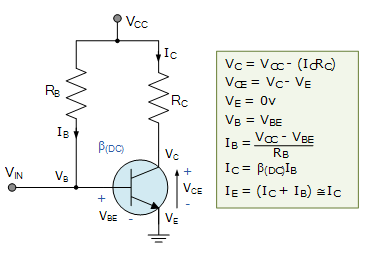 VCC
IC
RB
RC
IB
β(DC)
VC
VIN
VB
+
+
VCE
-
VBE
-
VE
VC = VCC - (ICRC)
VCE = VC - VE
VE = 0v
VB = VBE
IB = VCC - VBE
RB
IC = β(DC)IB
IE = (IC + IB) ≅ IC